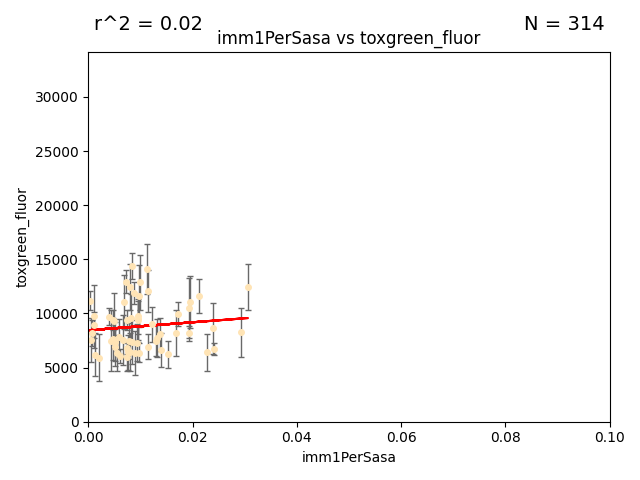 r^2 = 0.02
N = 314
imm1PerSasa vs toxgreen_fluor
toxgreen_fluor
30000
25000
20000
15000
10000
5000
0
0.00 0.02 0.04 0.06 0.08 0.10
imm1PerSasa